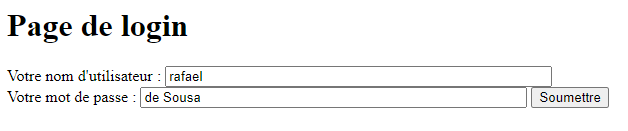 Page de login
Votre nom d'utilisateur : rafael
Votre mot de passe : de Sousa Soumettre